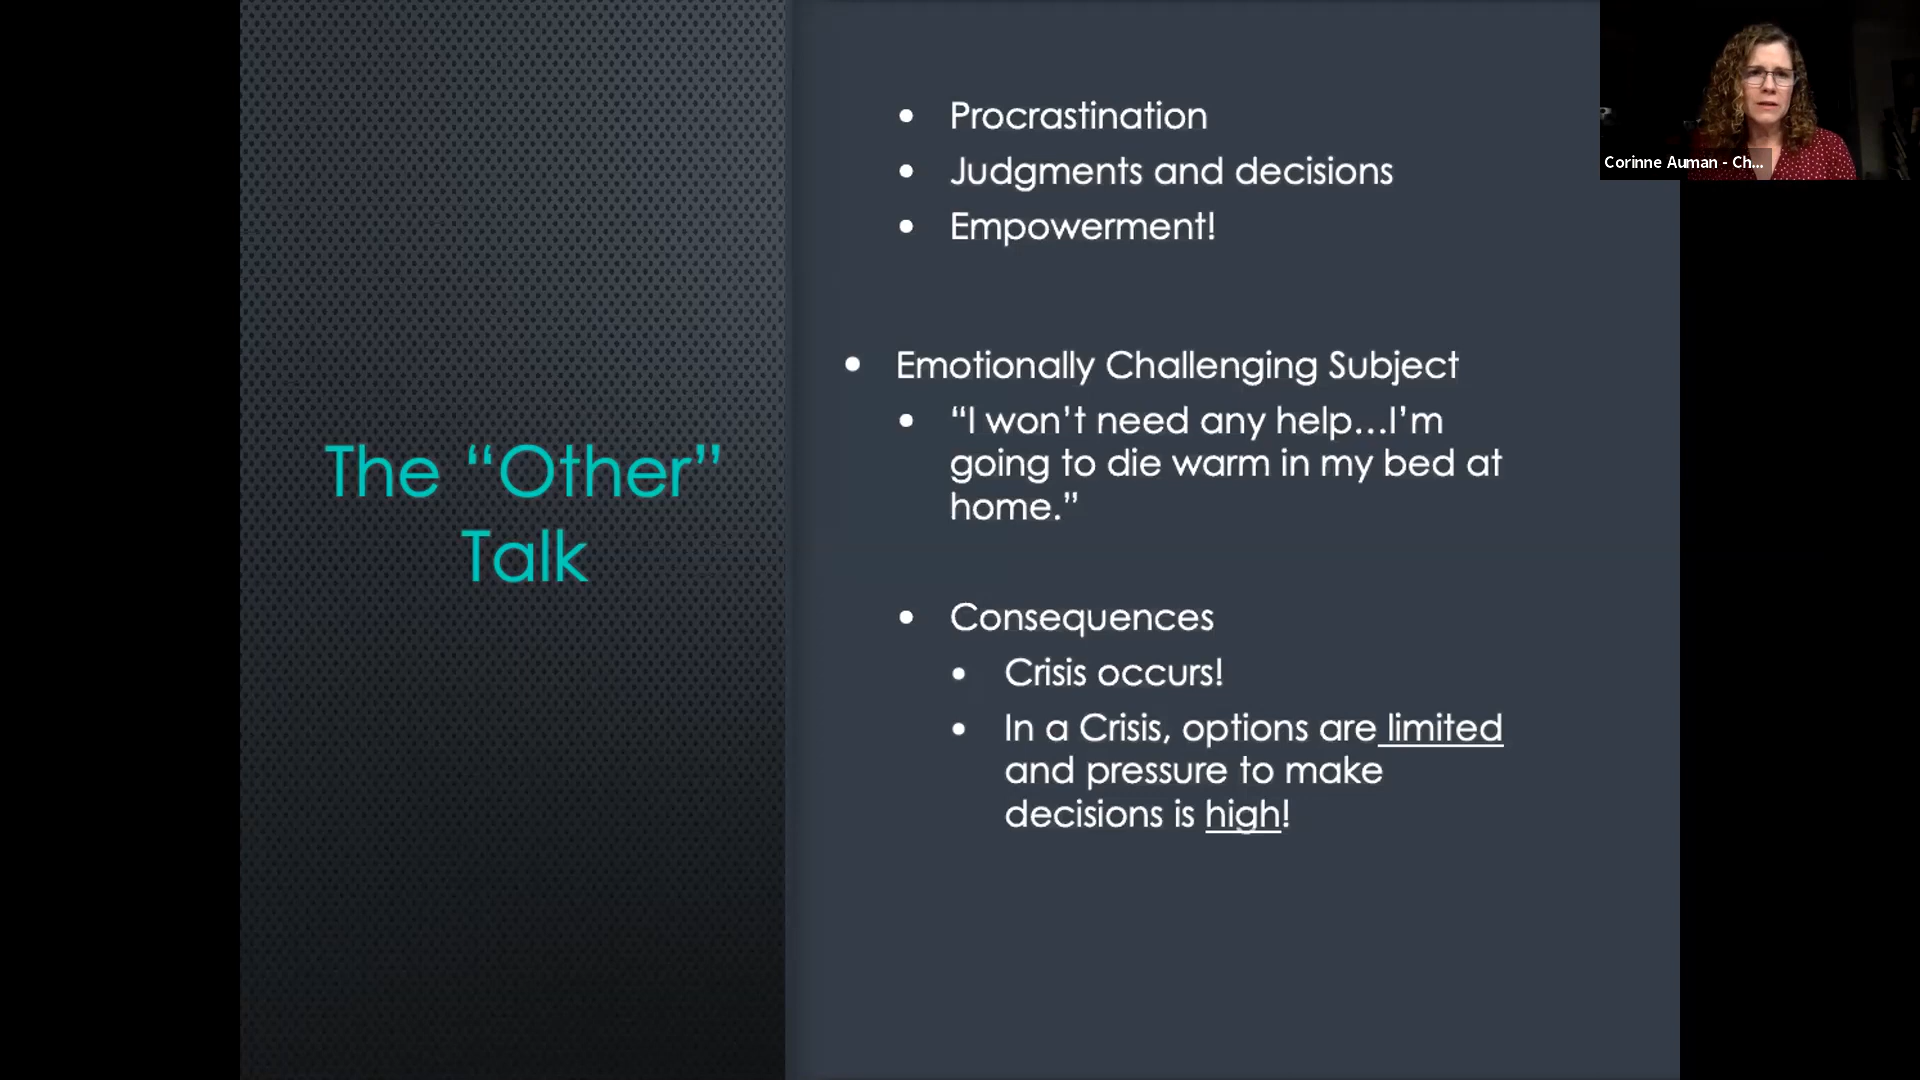 The “Other”
Talk
• Procrastination
• Judgments and decisions
• Empowerment!
• Emotionally Challenging Subject
• “I won’t need any help…I’m
going to die warm in my bed at
home.”
• Consequences
• Crisis occurs!
• In a Crisis, options are limited
and pressure to make
decisions is high!
Corinne Auman - Ch...